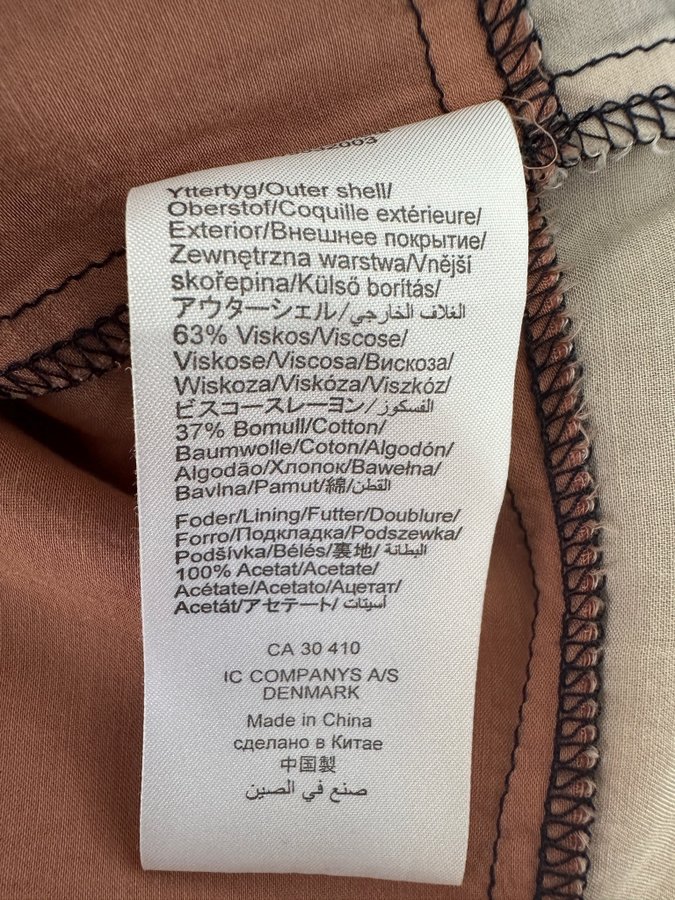 Yttertyg/Outer shell/
Oberstof/Coquille extérieure/
Exterior/Внешнее покрытие/
Zewnętrzna warstwa/Vnější
skořepina/Külső borítás/
アウターシェル/الغلاف الخارجي/
63% Viskos/Viscose/
Viskose/Viscosa/Вискоза/
Wiskoza/Viskóza/Viszkóz/
ビスコースレーヨン/الفسكوز/
37% Bomull/Cotton/
Baumwolle/Coton/Algodón/
Algodão/Хлопок/Bawełna/
Bavlna/Pamut/綿/القطن/
Foder/Lining/Futter/Doublure/
Forro/Подкладка/Podszewka/
Podšívka/Bélés/裏地/البطانة/
100% Acetat/Acetate/
Acétate/Acetato/Ацетат/
Acetát/アセテート/أسيتات/
CA 30 410
IC COMPANYS A/S
DENMARK
Made in China
сделано в Китае
中国製
صنع في الصين